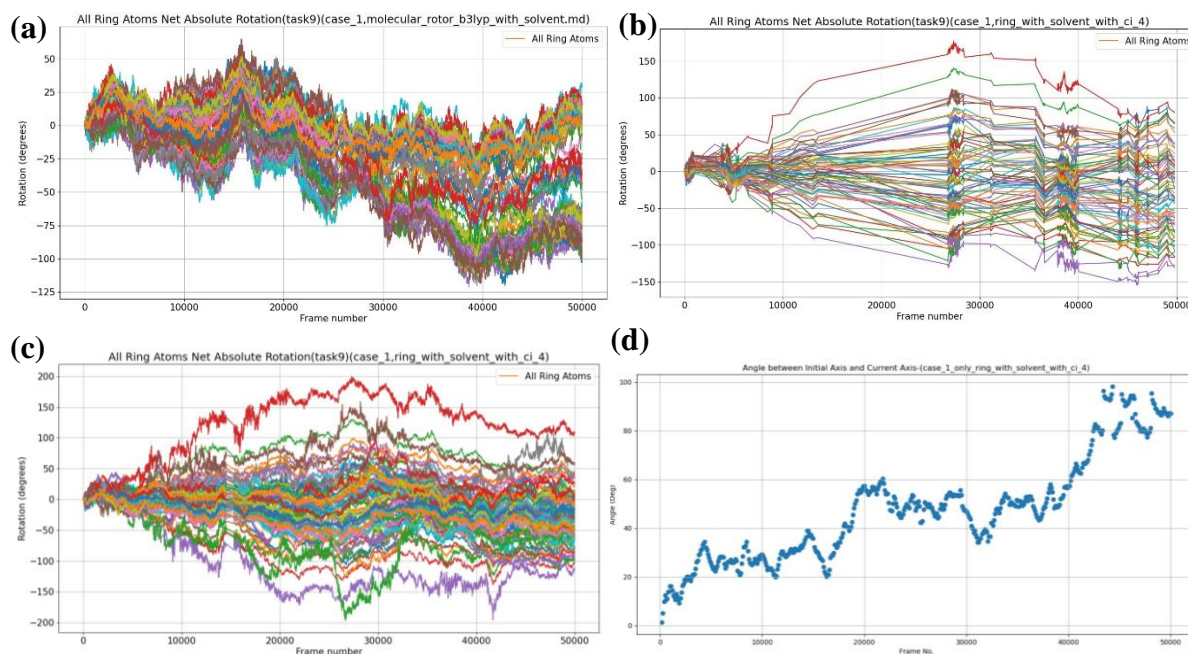 (a)
All Ring Atoms Net Absolute Rotation(task9)(case_1,molecular_rotor_b3lyp_with_solvent.md)
All Ring Atoms
Rotation (degrees)
50
25
0
−25
−50
−75
−100
−125
0 10000 20000 30000 40000 50000
Frame number
(b)
All Ring Atoms Net Absolute Rotation(task9)(case_1,ring_with_solvent_with_ci_4)
All Ring Atoms
Rotation (degrees)
150
100
50
0
−50
−100
−150
0 10000 20000 30000 40000 50000
Frame number
(c)
All Ring Atoms Net Absolute Rotation(task9)(case_1,ring_with_solvent_with_ci_4)
All Ring Atoms
Rotation (degrees)
200
150
100
50
0
−50
−100
−150
−200
0 10000 20000 30000 40000 50000
Frame number
(d)
Angle between Initial Axis and Current Axis-(case_1_only_ring_with_solvent_with_ci_4)
Angle (Deg)
100
80
60
40
20
0
0 10000 20000 30000 40000 50000
Frame No.